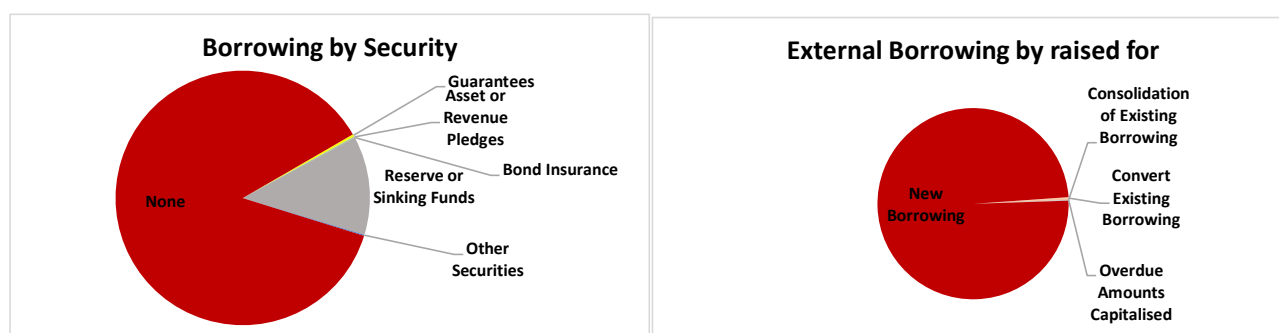 Borrowing by Security
Guarantees
Asset or
Revenue
Pledges
Bond Insurance
Reserve or
Sinking Funds
None
Other
Securities
External Borrowing by raised for
Consolidation
of Existing
Borrowing
Convert
Existing
Borrowing
New
Borrowing
Overdue
Amounts
Capitalised